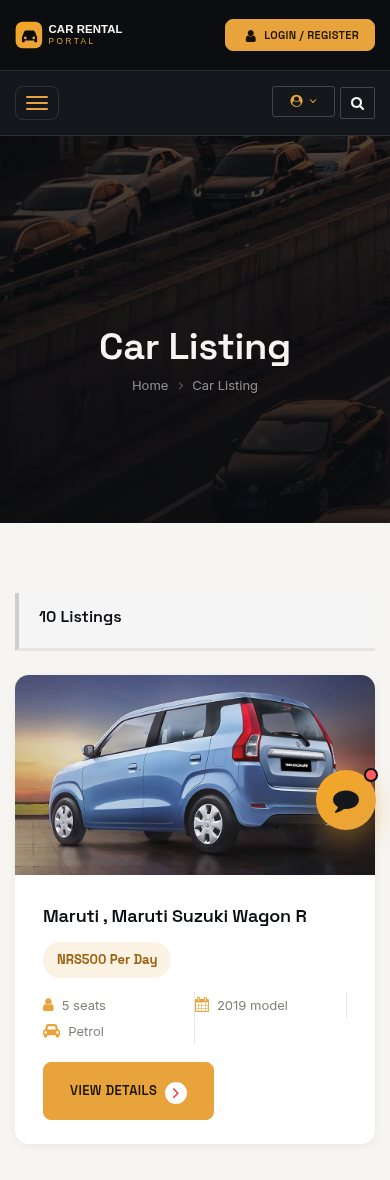 CAR RENTAL
PORTAL
LOGIN / REGISTER
Car Listing
Home > Car Listing
10 Listings
WAGONR
Maruti , Maruti Suzuki Wagon R
NRS500 Per Day
5 seats
2019 model
Petrol
VIEW DETAILS